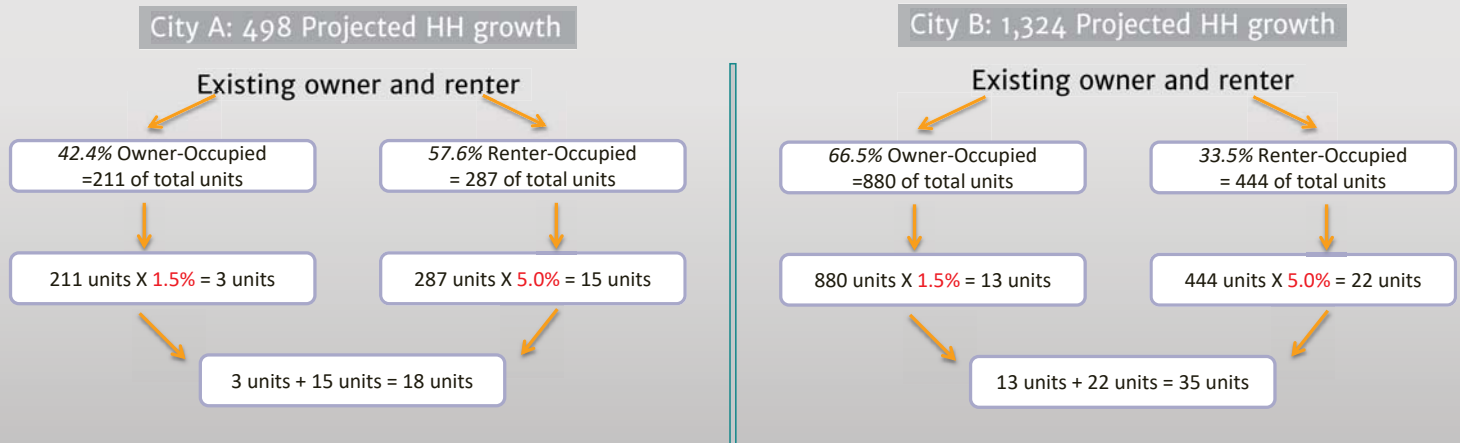 City A: 498 Projected HH growth
Existing owner and renter
42.4% Owner-Occupied
=211 of total units
57.6% Renter-Occupied
= 287 of total units
211 units X 1.5% = 3 units
287 units X 5.0% = 15 units
3 units + 15 units = 18 units
City B: 1,324 Projected HH growth
Existing owner and renter
66.5% Owner-Occupied
=880 of total units
33.5% Renter-Occupied
= 444 of total units
880 units X 1.5% = 13 units
444 units X 5.0% = 22 units
13 units + 22 units = 35 units